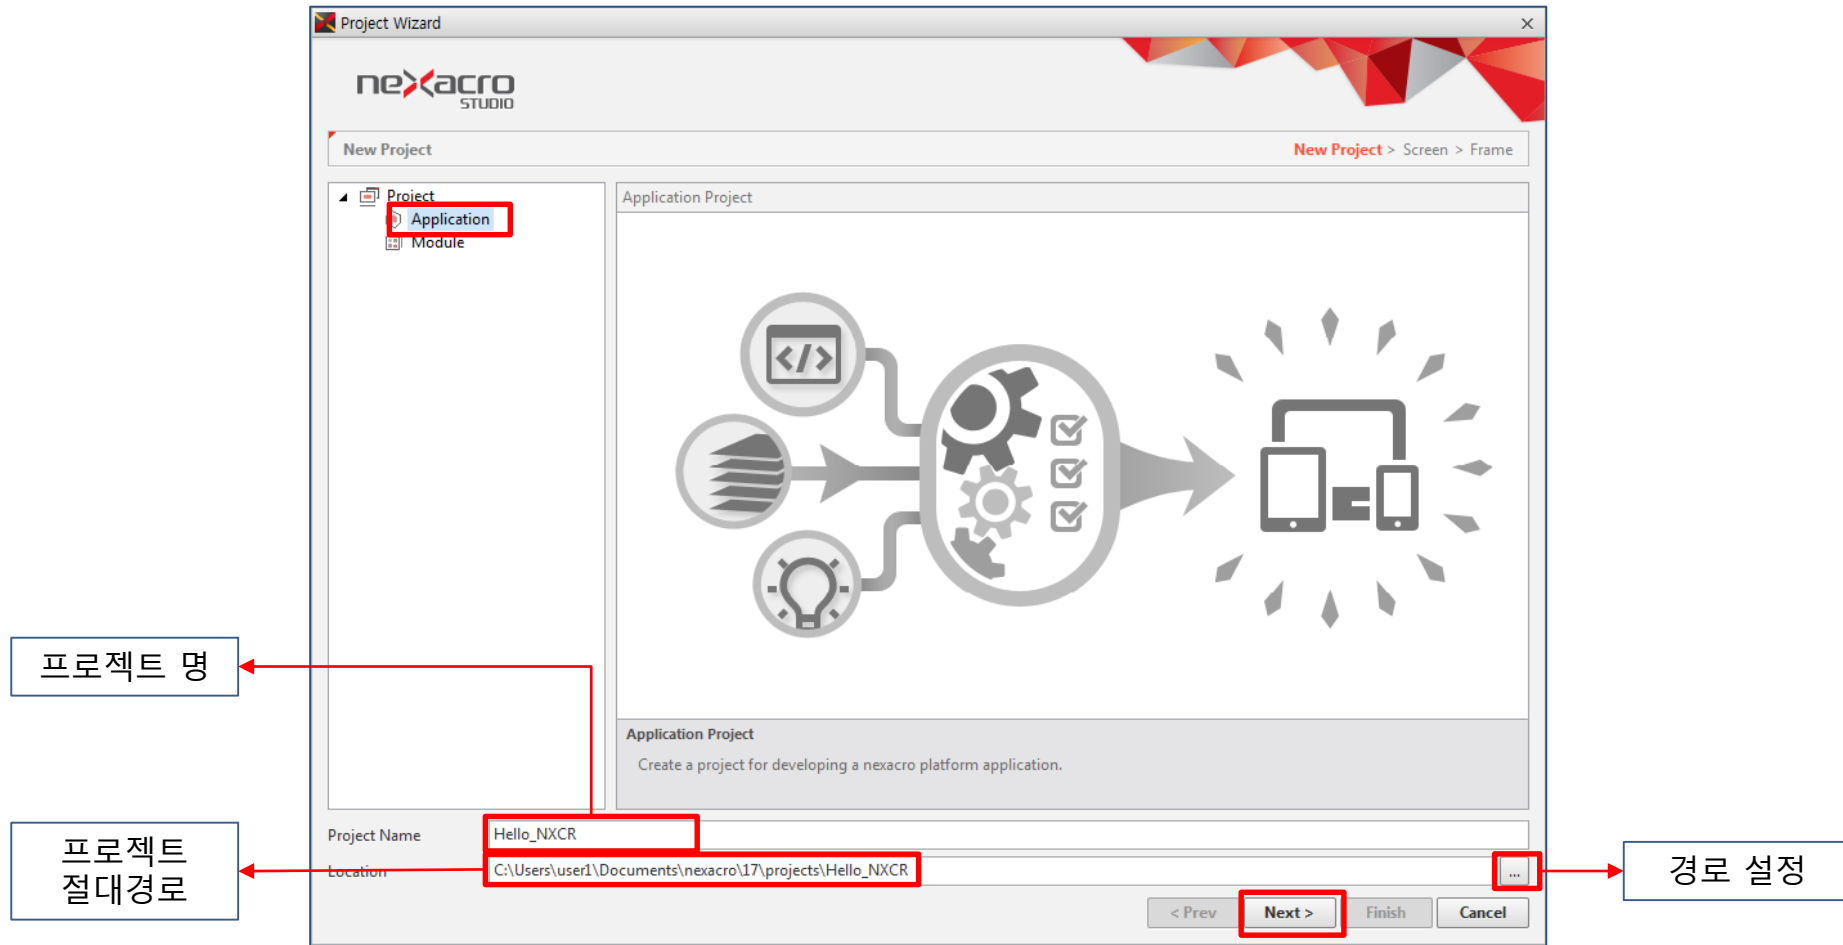 Project Wizard
nexacro
STUDIO
New Project
New Project > Screen > Frame
Project
Application
Module
Application Project
</>
Application Project
Create a project for developing a nexacro platform application.
프로젝트 명
Project Name
Hello_NXCR
프로젝트
절대경로
Location
C:\Users\user1\Documents\nexacro\17\projects\Hello_NXCR
...
경로 설정
< Prev
Next >
Finish
Cancel